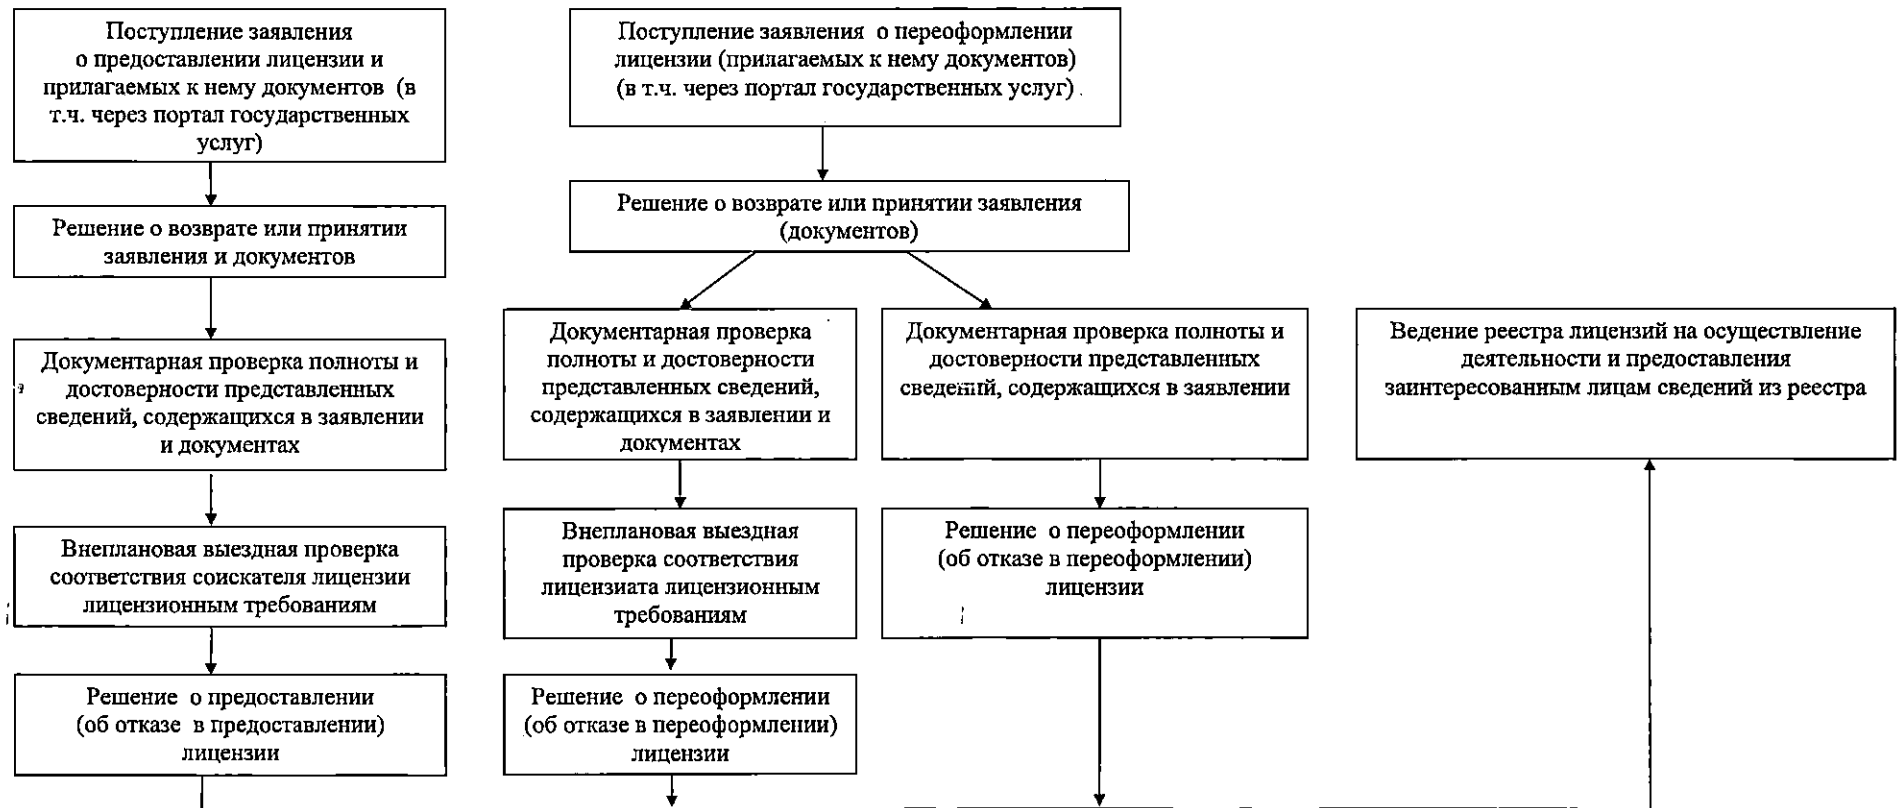 Поступление заявления
о предоставлении лицензии и
прилагаемых к нему документов (в
т.ч. через портал государственных
услуг)
Поступление заявления о переоформлении
лицензии (прилагаемых к нему документов)
(в т.ч. через портал государственных услуг)
Решение о возврате или принятии
заявления и документов
Решение о возврате или принятии заявления
(документов)
Документарная проверка полноты и
достоверности представленных
сведений, содержащихся в заявлении
и документах
Документарная проверка
полноты и достоверности
представленных сведений,
содержащихся в заявлении и
документах
Документарная проверка полноты и
достоверности представленных
сведений, содержащихся в заявлении
Ведение реестра лицензий на осуществление
деятельности и предоставления
заинтересованным лицам сведений из реестра
Внеплановая выездная проверка
соответствия соискателя лицензии
лицензионным требованиям
Внеплановая выездная
проверка соответствия
лицензиата лицензионным
требованиям
Решение о переоформлении
(об отказе в переоформлении)
лицензии
Решение о предоставлении
(об отказе в предоставлении)
лицензии
Решение о переоформлении
(об отказе в переоформлении)
лицензии